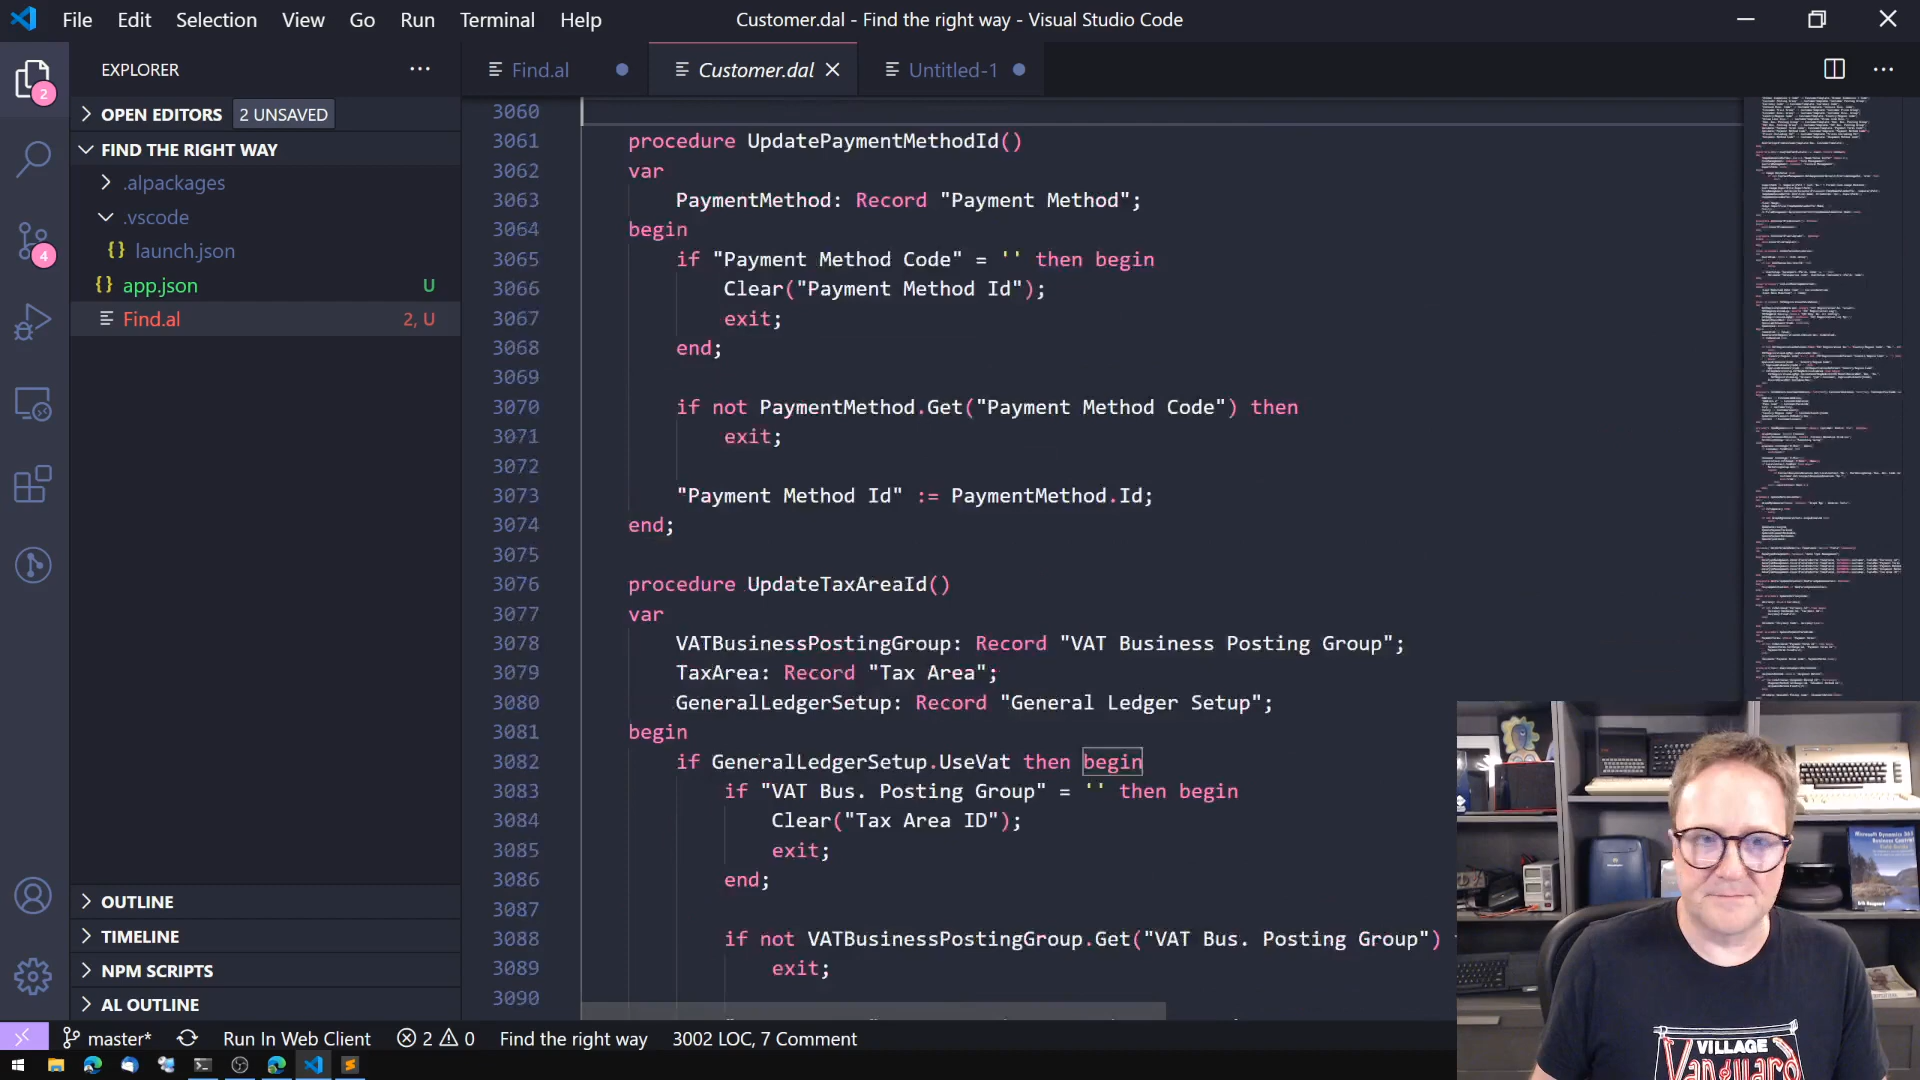 File Edit Selection View Go Run Terminal Help
Customer.dal - Find the right way - Visual Studio Code
EXPLORER
Find.al
Customer.dal
Untitled-1
2
OPEN EDITORS 2 UNSAVED
FIND THE RIGHT WAY
.alpackages
.vscode
{} launch.json
{} app.json U
Find.al 2, U
4
3060
3061 procedure UpdatePaymentMethodId()
3062 var
3063 PaymentMethod: Record "Payment Method";
3064 begin
3065 if "Payment Method Code" = '' then begin
3066 Clear("Payment Method Id");
3067 exit;
3068 end;
3069
3070 if not PaymentMethod.Get("Payment Method Code") then
3071 exit;
3072
3073 "Payment Method Id" := PaymentMethod.Id;
3074 end;
3075
3076 procedure UpdateTaxAreaId()
3077 var
3078 VATBusinessPostingGroup: Record "VAT Business Posting Group";
3079 TaxArea: Record "Tax Area";
3080 GeneralLedgerSetup: Record "General Ledger Setup";
3081 begin
3082 if GeneralLedgerSetup.UseVat then begin
3083 if "VAT Bus. Posting Group" = '' then begin
3084 Clear("Tax Area ID");
3085 exit;
3086 end;
3087
3088 if not VATBusinessPostingGroup.Get("VAT Bus. Posting Group")
3089 exit;
3090
OUTLINE
TIMELINE
NPM SCRIPTS
AL OUTLINE
master* Run In Web Client 2 0 Find the right way 3002 LOC, 7 Comment
Microsoft Dynamics 365
Business Central
VILLAGE
Vanguard